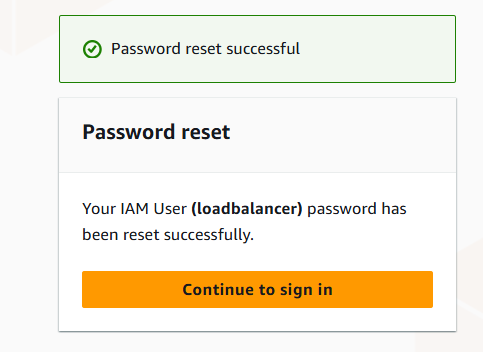 Password reset successful
Password reset
Your IAM User (loadbalancer) password has
been reset successfully.
Continue to sign in